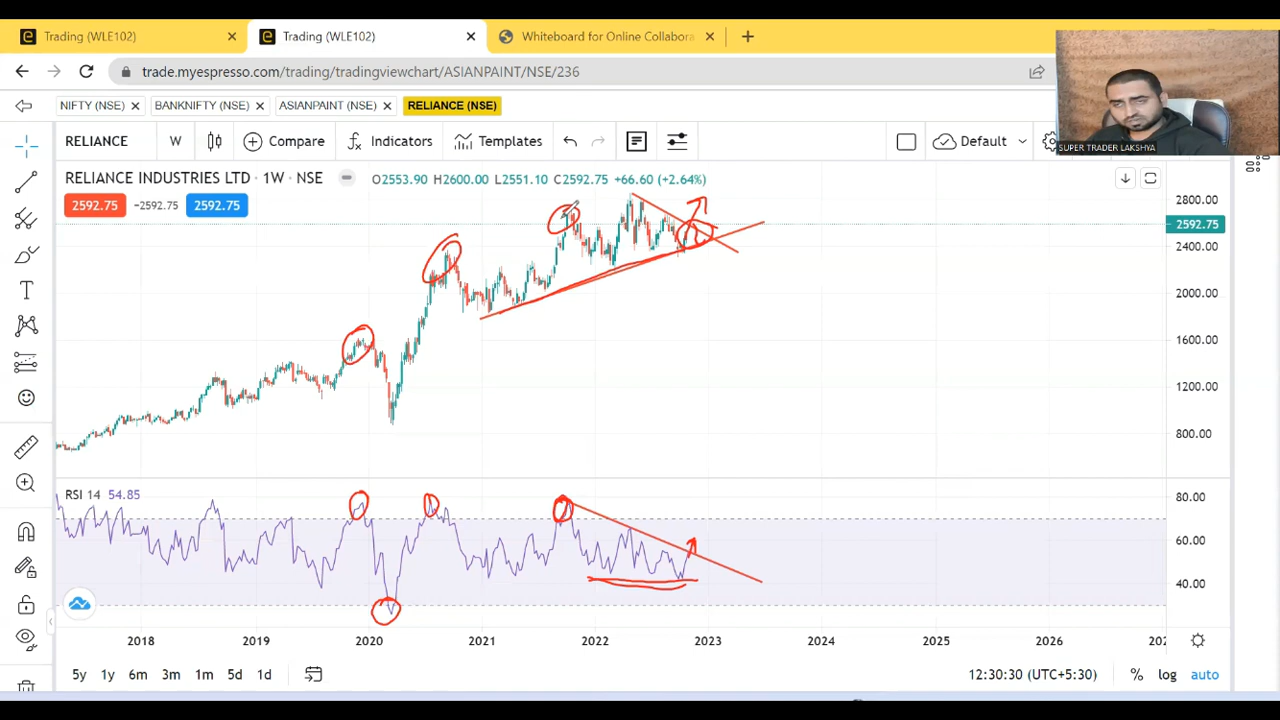 Trading (WLE102)
Trading (WLE102)
Whiteboard for Online Collabora
trade.myespresso.com/trading/tradingviewchart/ASIANPAINT/NSE/236
NIFTY (NSE)
BANKNIFTY (NSE)
ASIANPAINT (NSE)
RELIANCE (NSE)
SUPER TRADER LAKSHYA
RELIANCE
W
Compare
Indicators
Templates
Default
RELIANCE INDUSTRIES LTD · 1W · NSE
O2553.90 H2600.00 L2551.10 C2592.75 +66.60 (+2.64%)
2592.75
−2592.75
2592.75
2800.00
2592.75
2400.00
2000.00
1600.00
1200.00
800.00
RSI 14 54.85
80.00
60.00
40.00
2018 2019 2020 2021 2022 2023 2024 2025 2026 202
5y 1y 6m 3m 1m 5d 1d
12:30:30 (UTC+5:30)
% log auto